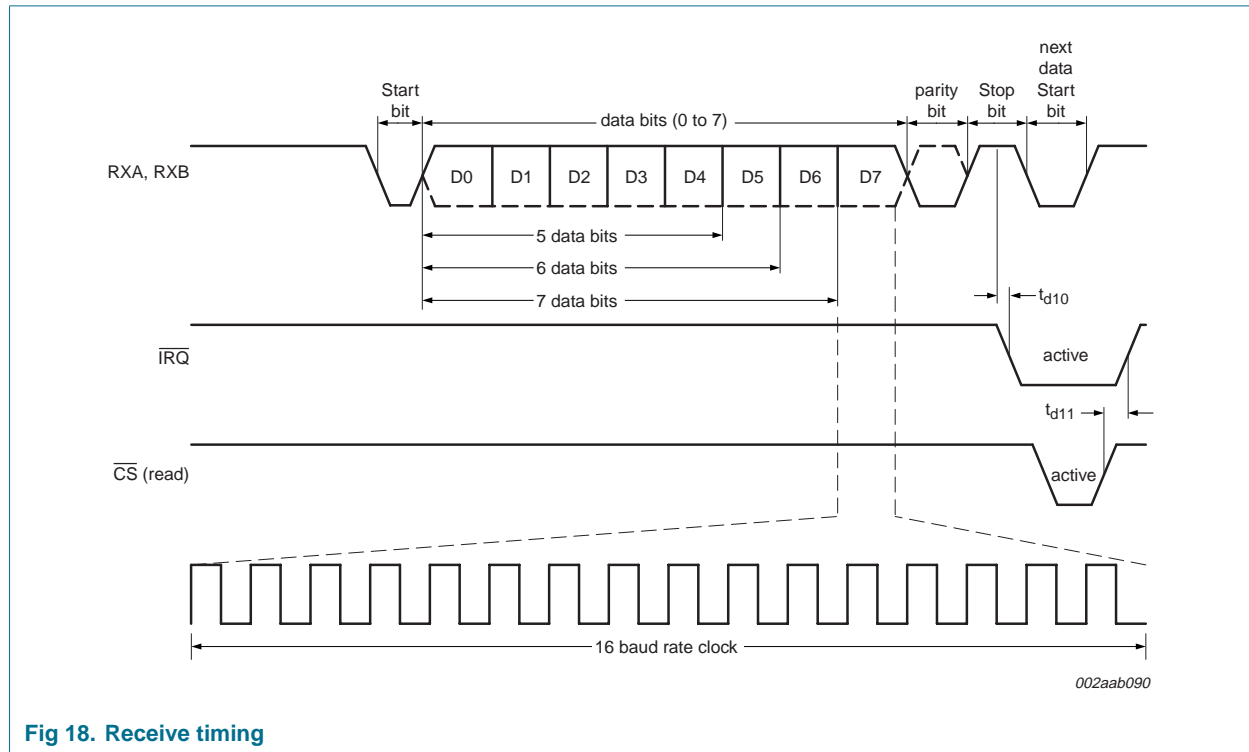 next
data
Start
bit
Start
bit
parity
bit
Stop
bit
data bits (0 to 7)
RXA, RXB
D0 D1 D2 D3 D4 D5 D6 D7
5 data bits
6 data bits
7 data bits
td10
IRQ
active
td11
CS (read)
active
16 baud rate clock
002aab090
Fig 18. Receive timing